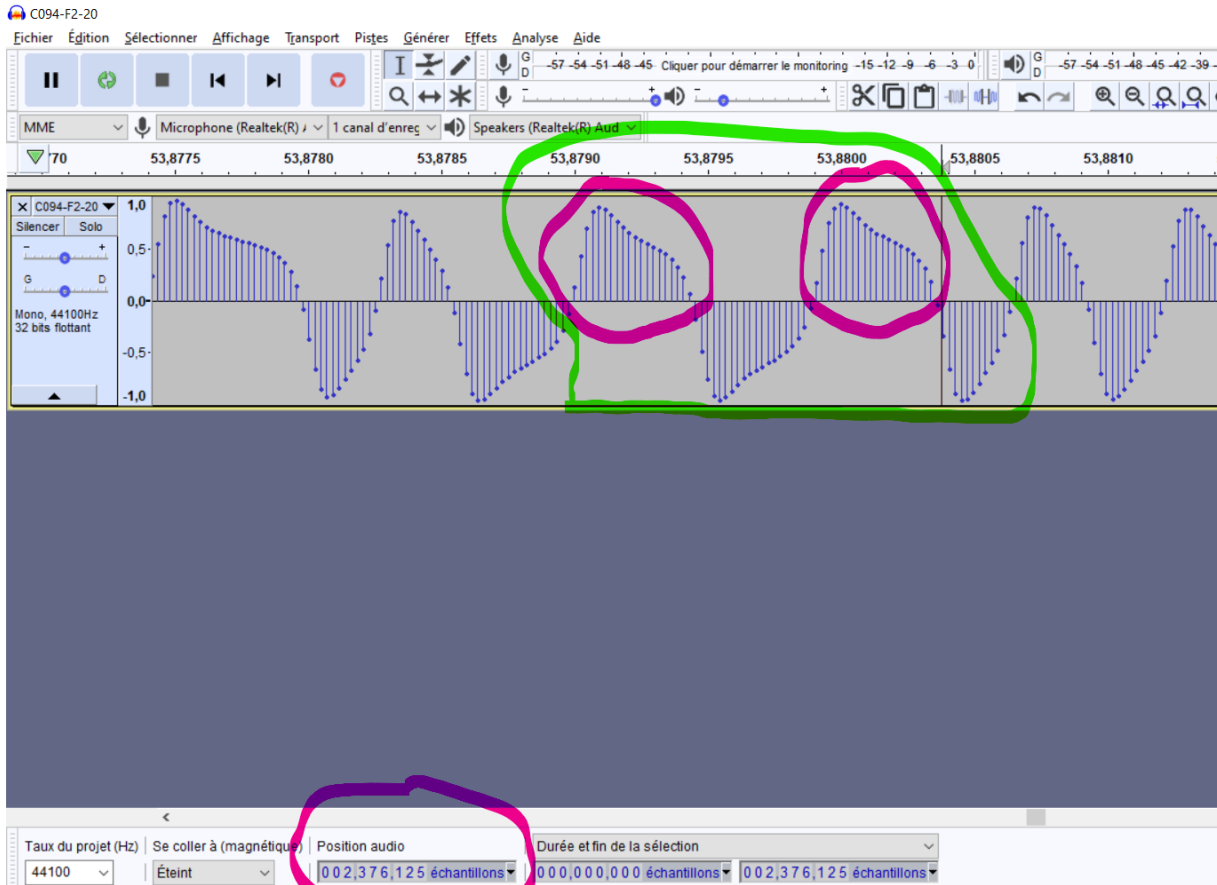 C094-F2-20
Fichier Édition Sélectionner Affichage Transport Pistes Générer Effets Analyse Aide
G D -57 -54 -51 -48 -45 Cliquer pour démarrer le monitoring -15 -12 -9 -6 -3 0 G D -57 -54 -51 -48 -45 -42 -39 -
- + - +
MME Microphone (Realtek(R) 1 canal d'enreg Speakers (Realtek(R) Aud
70 53,8775 53,8780 53,8785 53,8790 53,8795 53,8800 53,8805 53,8810
C094-F2-20 1,0
Silencer Solo
- + 0,5
G D
0,0
Mono, 44100Hz
32 bits flottant
-0,5
-1,0
Taux du projet (Hz) Se coller à (magnétique) Position audio Durée et fin de la sélection
44100 Éteint 002,376,125 échantillons 000,000,000 échantillons 002,376,125 échantillons